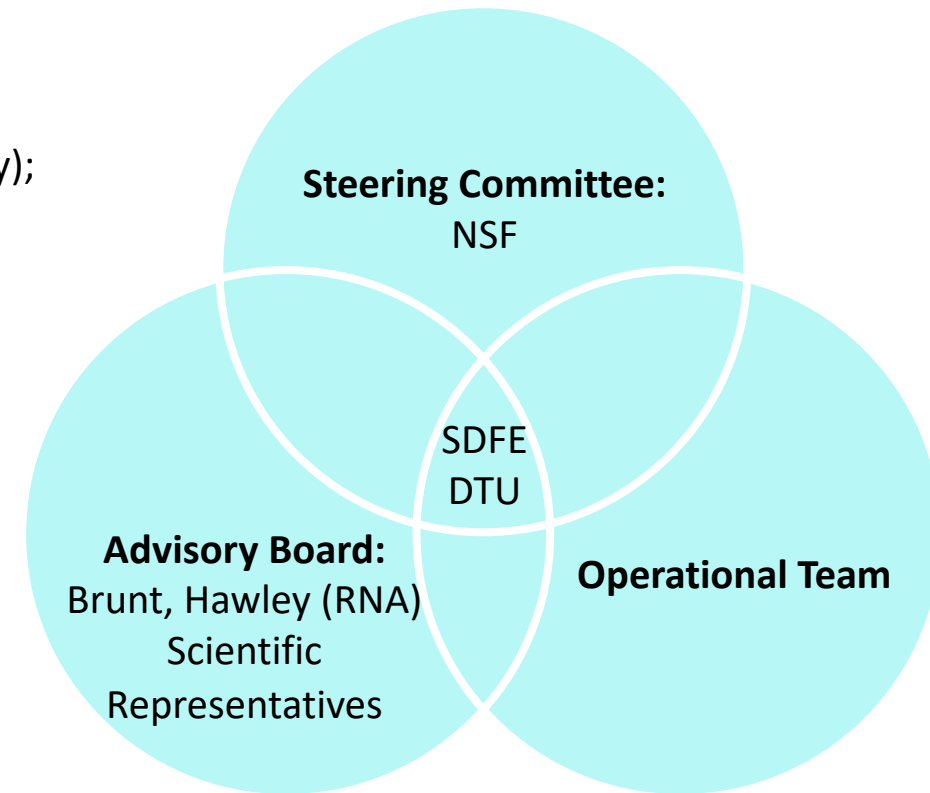 y);
Steering Committee:
NSF
SDFE
DTU
Advisory Board:
Brunt, Hawley (RNA)
Scientific
Representatives
Operational Team